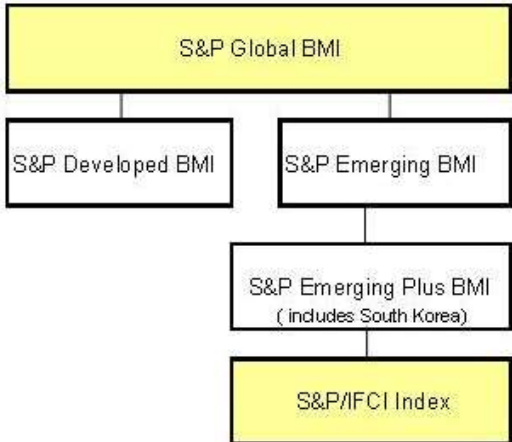 S&P Global BMI
S&P Developed BMI
S&P Emerging BMI
S&P Emerging Plus BMI
( includes South Korea)
S&P/IFCI Index